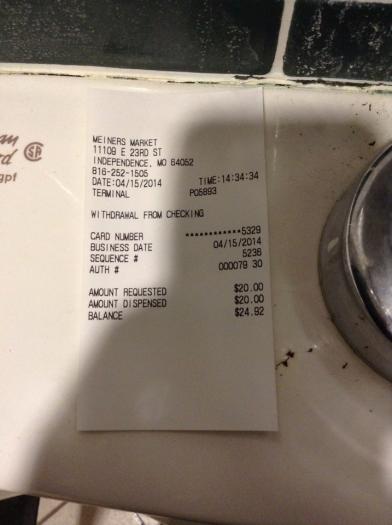 MEINERS MARKET
11109 E 23RD ST
INDEPENDENCE, MO 64052
816-252-1505
DATE:04/15/2014 TIME:14:34:34
TERMINAL P05893
WITHDRAWAL FROM CHECKING
CARD NUMBER ************5329
BUSINESS DATE 04/15/2014
SEQUENCE # 5236
AUTH # 000079 30
AMOUNT REQUESTED $20.00
AMOUNT DISPENSED $20.00
BALANCE $24.92
gpf